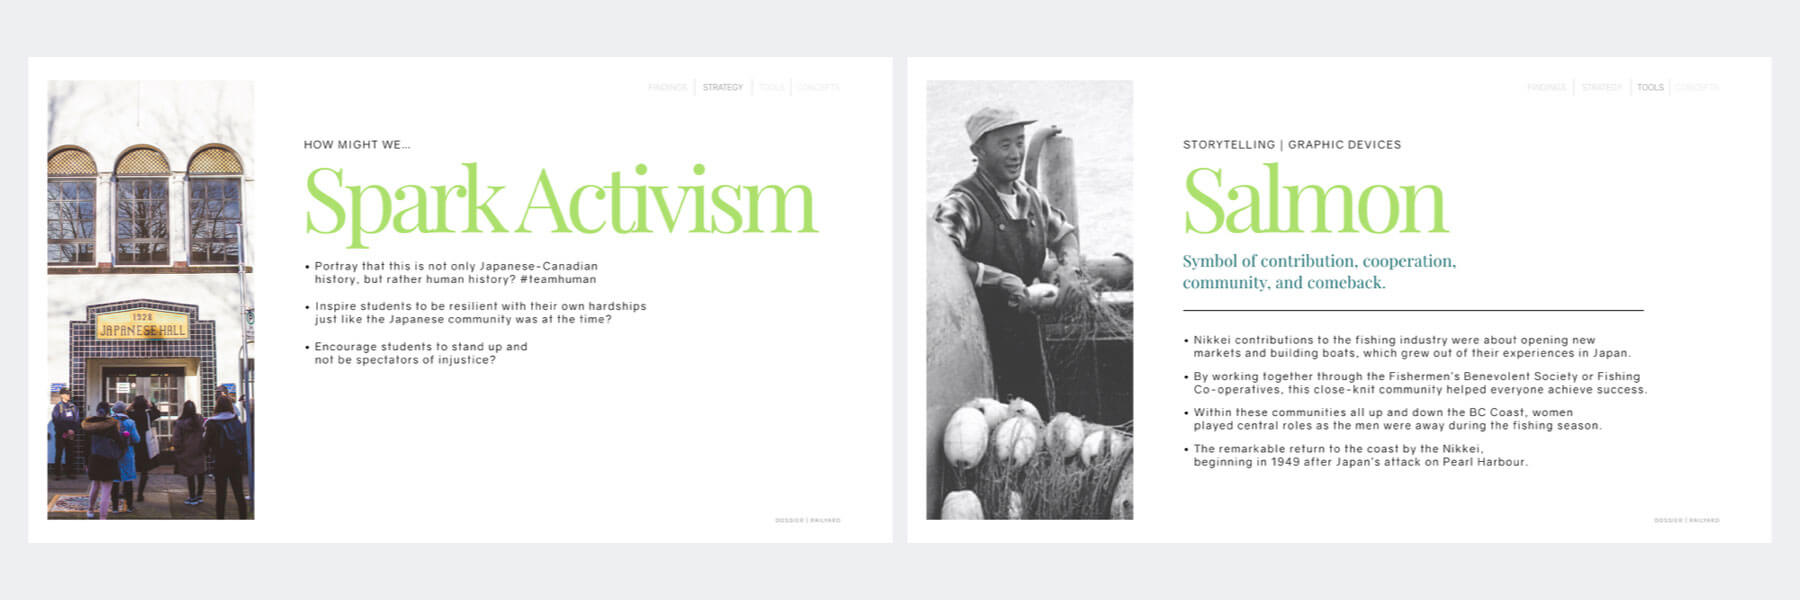 FINDINGS | STRATEGY | TOOLS | CONCEPTS
HOW MIGHT WE...
Spark Activism
• Portray that this is not only Japanese-Canadian
history, but rather human history? #teamhuman
• Inspire students to be resilient with their own hardships
just like the Japanese community was at the time?
• Encourage students to stand up and
not be spectators of injustice?
1928
JAPANESE HALL
DOSSIER | RAILYARD
FINDINGS | STRATEGY | TOOLS | CONCEPTS
STORYTELLING | GRAPHIC DEVICES
Salmon
Symbol of contribution, cooperation,
community, and comeback.
• Nikkei contributions to the fishing industry were about opening new
markets and building boats, which grew out of their experiences in Japan.
• By working together through the Fishermen's Benevolent Society or Fishing
Co-operatives, this close-knit community helped everyone achieve success.
• Within these communities all up and down the BC Coast, women
played central roles as the men were away during the fishing season.
• The remarkable return to the coast by the Nikkei,
beginning in 1949 after Japan's attack on Pearl Harbour.
DOSSIER | RAILYARD